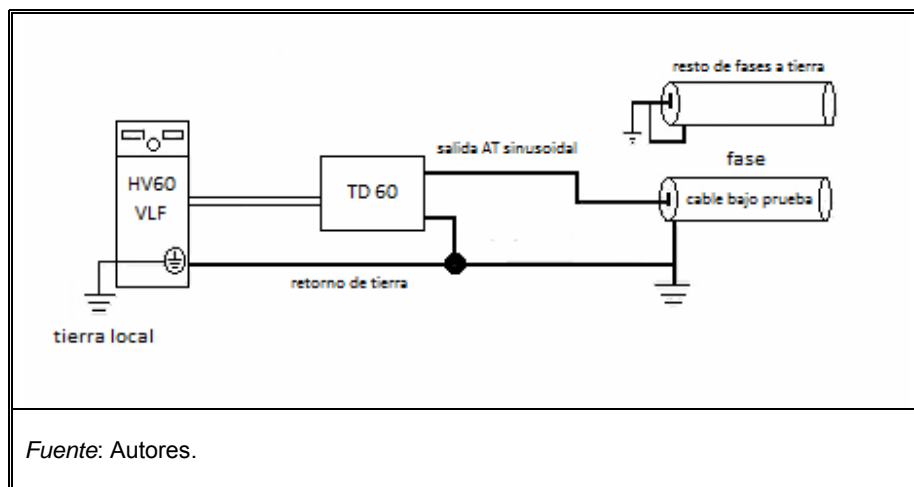 resto de fases a tierra
salida AT sinusoidal
fase
HV60
VLF
TD 60
cable bajo prueba
retorno de tierra
tierra local
Fuente: Autores.